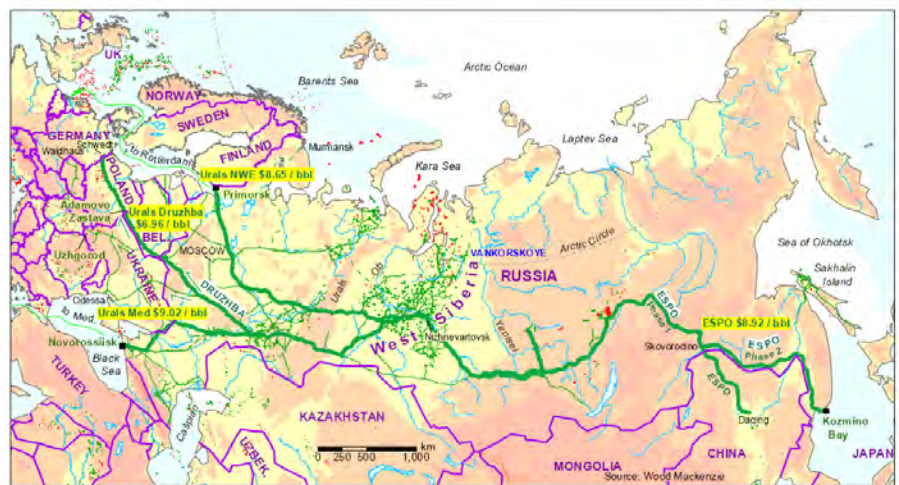 Barents Sea
Arctic Ocean
UK
NORWAY
SWEDEN
FINLAND
Murmansk
Kara Sea
Laptev Sea
GERMANY
Schwedt
Waidhaus
to Rotterdam
POLAND
Urals NWE $8.65 / bbl
Primorsk
Adamovo
Zastava
Urals Druzhba
$6.96 / bbl
BEL
MOSCOW
Uzhgorod
UKRAINE
DRUZHBA
Urals
Ob
VANKORSKOYE
Arctic Circle
RUSSIA
West Siberia
Sea of Okhotsk
Sakhalin
Island
Odessa
to Med.
Urals Med $9.02 / bbl
Novorossiisk
Black
Sea
TURKEY
Caspian
Nizhnevartovsk
Yenisei
ESPO
Phase
ESPO $8.92 / bbl
Skovorodino
ESPO
Phase 2
ESPO
Daqing
Kozmino
Bay
KAZAKHSTAN
UZBEK.
km
0 250 500 1,000
MONGOLIA
CHINA
JAPAN
Source: Wood Mackenzie